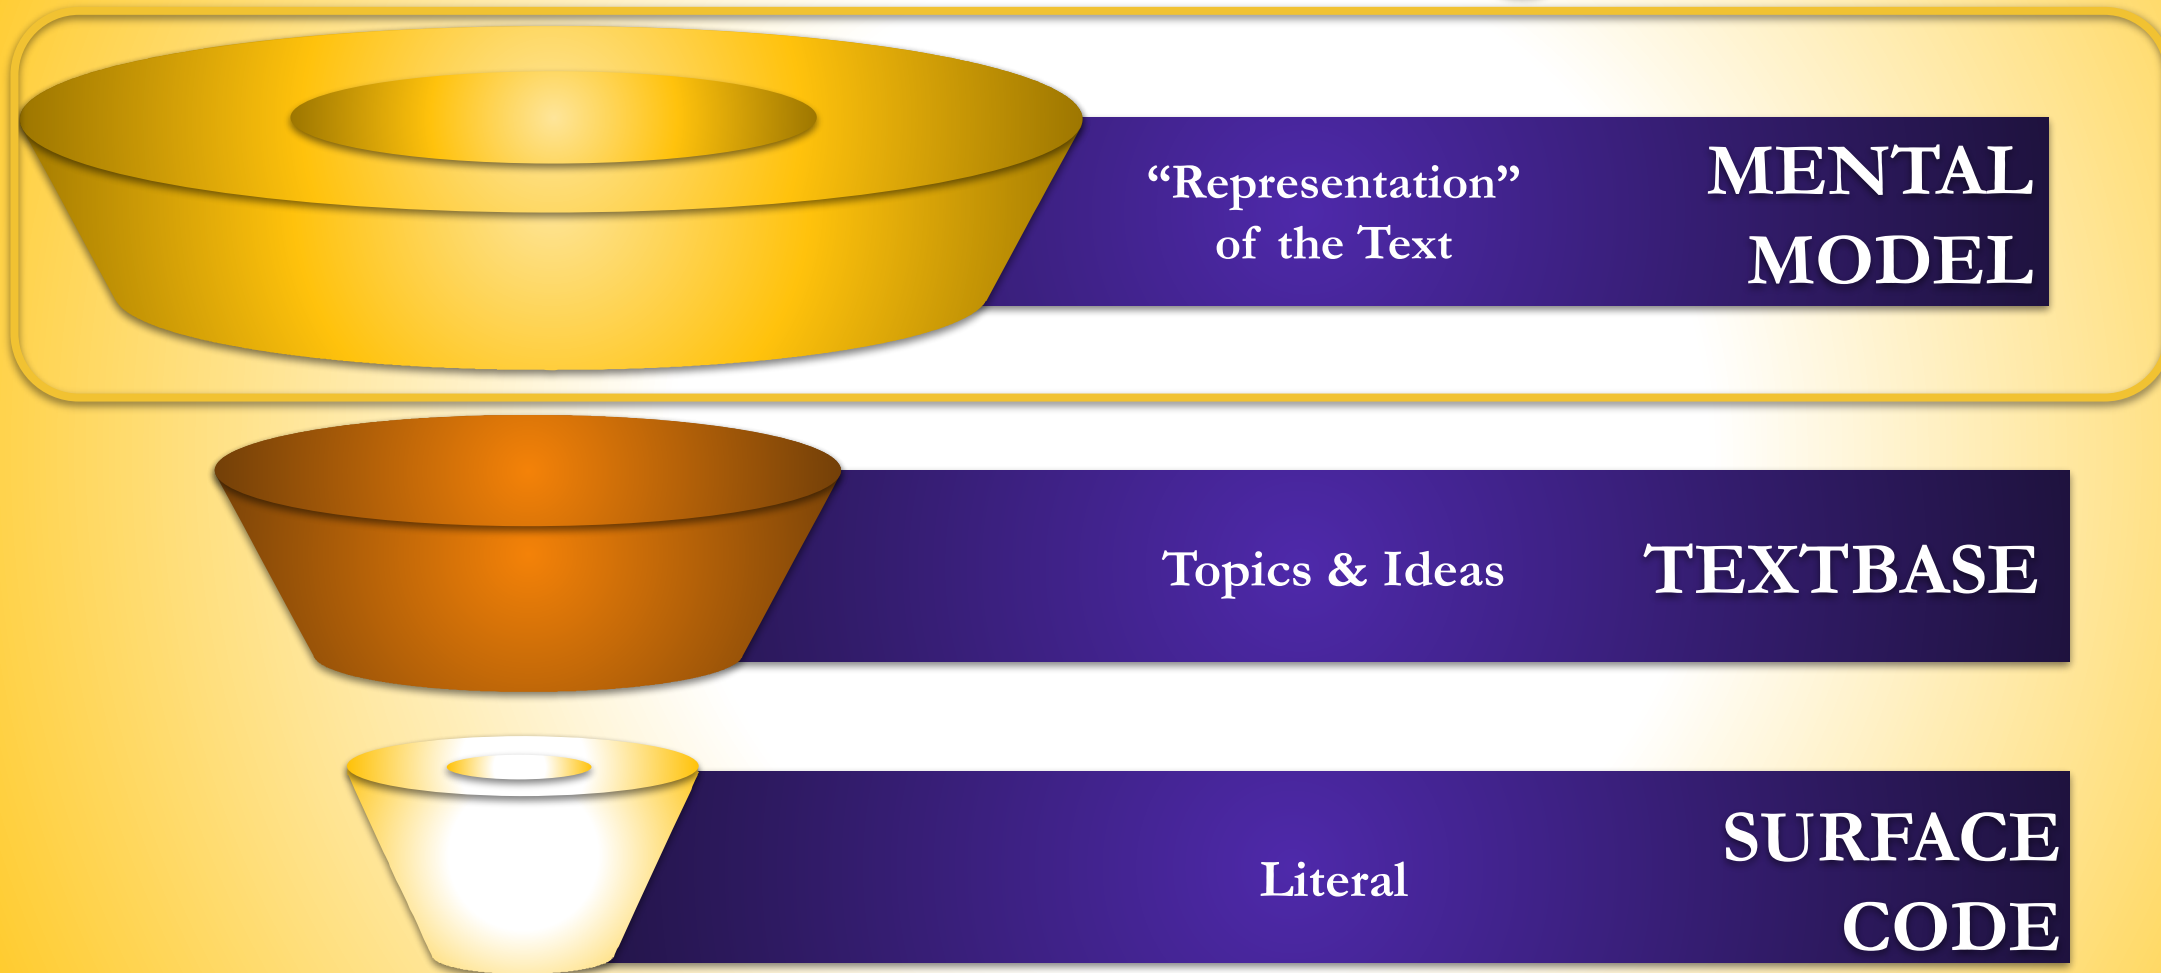 “Representation”
of the Text
MENTAL
MODEL
Topics & Ideas
TEXTBASE
Literal
SURFACE
CODE